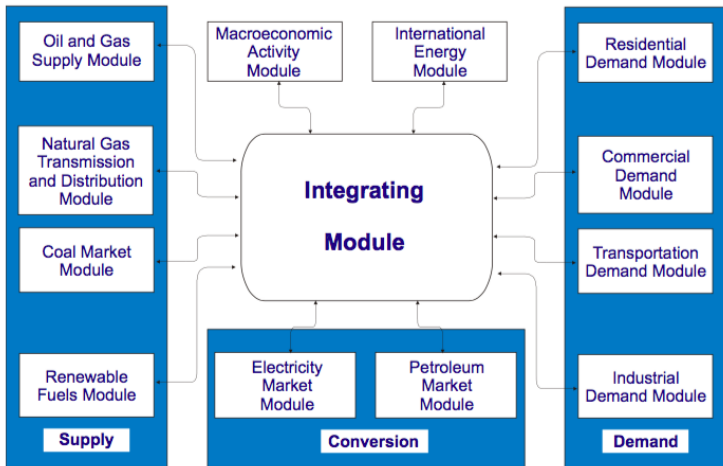 Oil and Gas
Supply Module
Natural Gas
Transmission
and Distribution
Module
Coal Market
Module
Renewable
Fuels Module
Supply
Macroeconomic
Activity
Module
International
Energy
Module
Integrating
Module
Electricity
Market
Module
Petroleum
Market
Module
Conversion
Residential
Demand Module
Commercial
Demand
Module
Transportation
Demand Module
Industrial
Demand Module
Demand